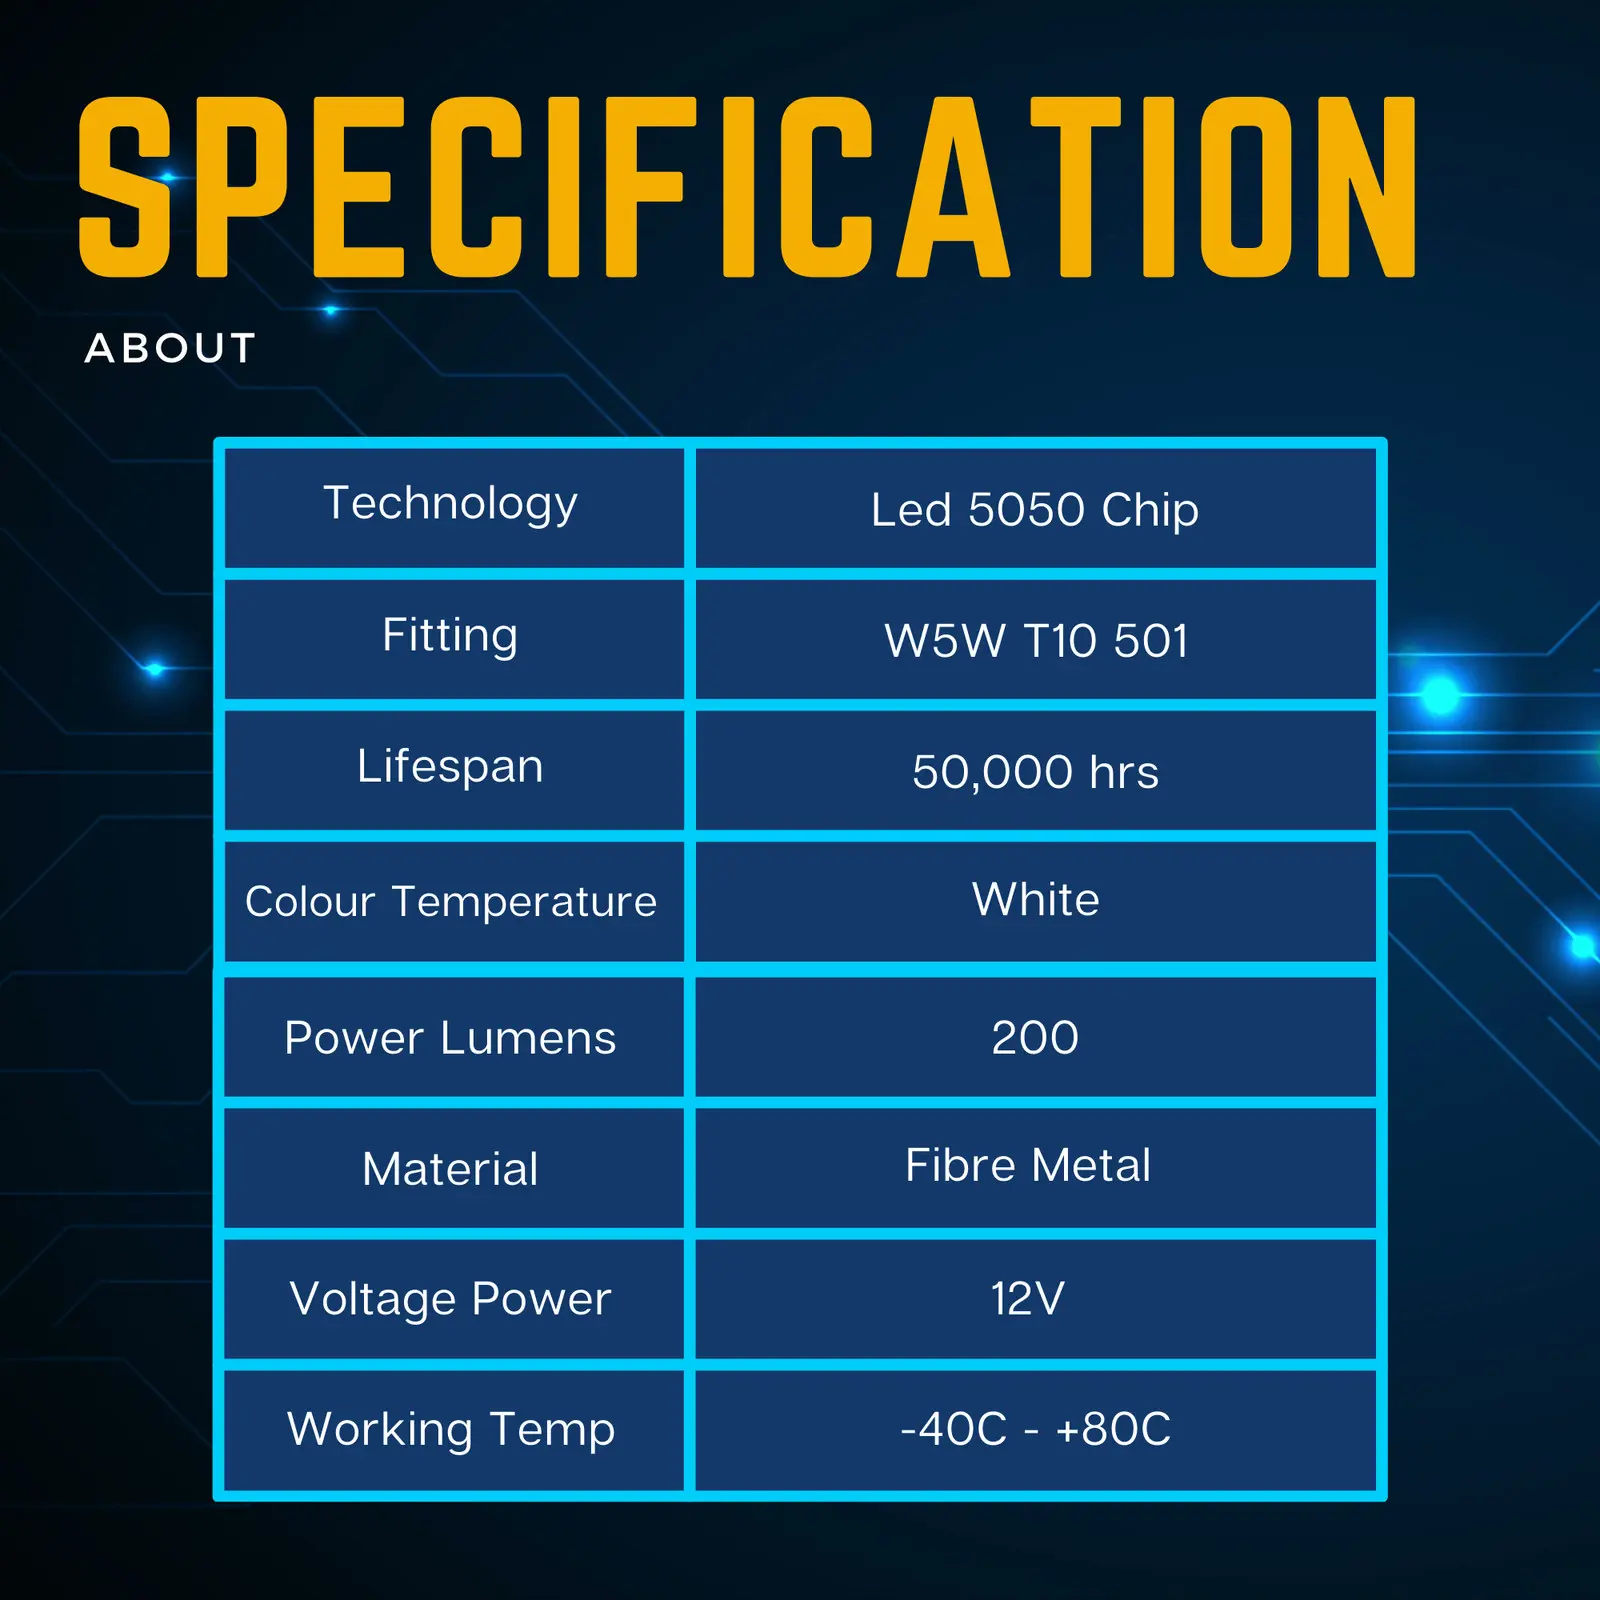 SPECIFICATION
ABOUT
Technology Led 5050 Chip
Fitting W5W T10 501
Lifespan 50,000 hrs
Colour Temperature White
Power Lumens 200
Material Fibre Metal
Voltage Power 12V
Working Temp -40C - +80C